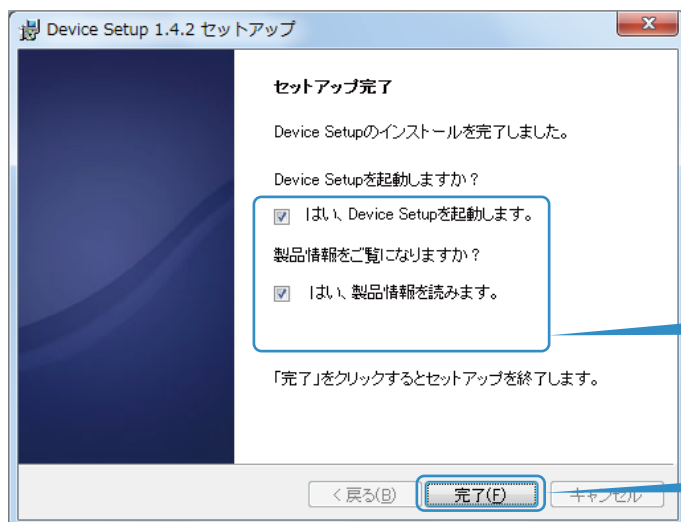 Device Setup 1.4.2 セットアップ
セットアップ完了
Device Setupのインストールを完了しました。
Device Setupを起動しますか？
はい、Device Setupを起動します。
製品情報をご覧になりますか？
はい、製品情報を読みます。
「完了」をクリックするとセットアップを終了します。
< 戻る(B) 完了(F) キャンセル